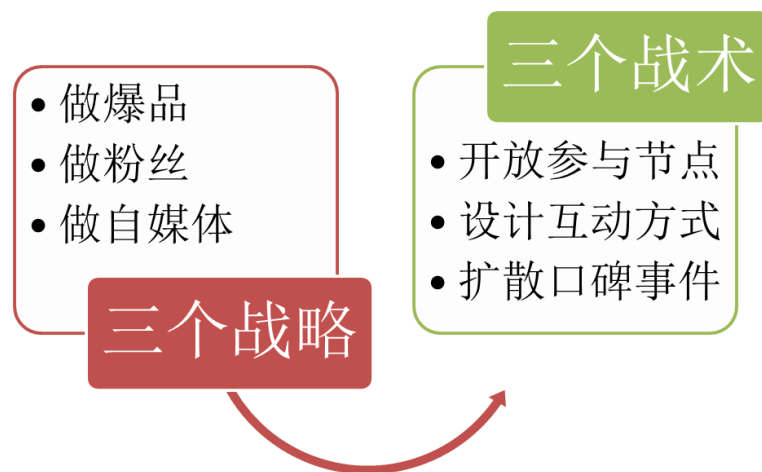 • 做爆品
• 做粉丝
• 做自媒体
三个战略
三个战术
• 开放参与节点
• 设计互动方式
• 扩散口碑事件